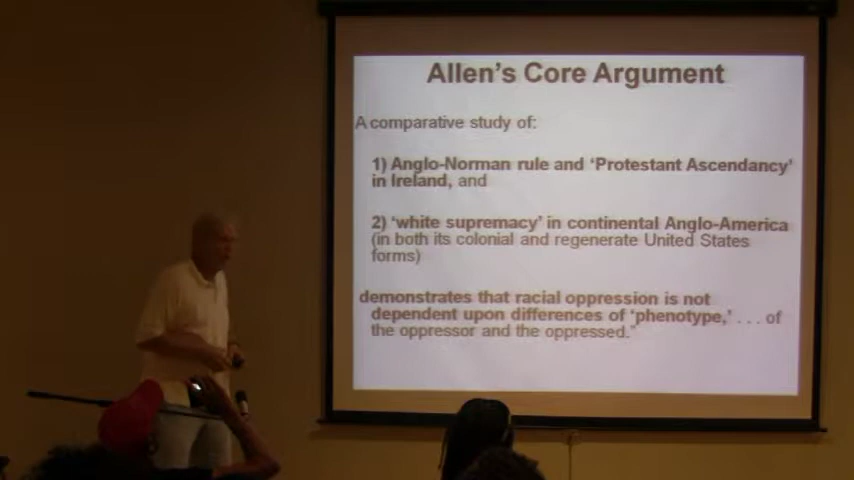 Allen's Core Argument
A comparative study of:
1) Anglo-Norman rule and 'Protestant Ascendancy'
in Ireland, and
2) 'white supremacy' in continental Anglo-America
(in both its colonial and regenerate United States
forms)
demonstrates that racial oppression is not
dependent upon differences of 'phenotype,' . . . of
the oppressor and the oppressed."